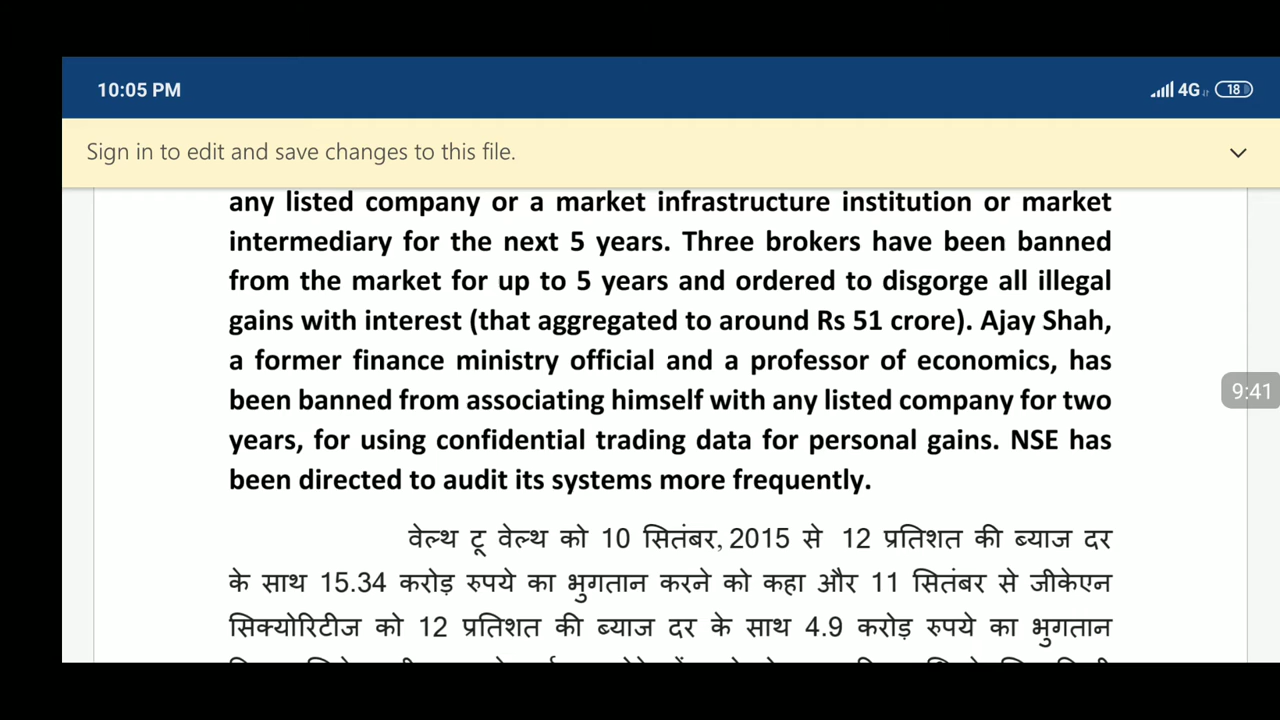 10:05 PM
4G
18
Sign in to edit and save changes to this file.
any listed company or a market infrastructure institution or market
intermediary for the next 5 years. Three brokers have been banned
from the market for up to 5 years and ordered to disgorge all illegal
gains with interest (that aggregated to around Rs 51 crore). Ajay Shah,
a former finance ministry official and a professor of economics, has
9:41
been banned from associating himself with any listed company for two
years, for using confidential trading data for personal gains. NSE has
been directed to audit its systems more frequently.
वेल्थ टू वेल्थ को 10 सितंबर, 2015 से 12 प्रतिशत की ब्याज दर
के साथ 15.34 करोड़ रुपये का भुगतान करने को कहा और 11 सितंबर से जीकेएन
सिक्योरिटीज को 12 प्रतिशत की ब्याज दर के साथ 4.9 करोड़ रुपये का भुगतान